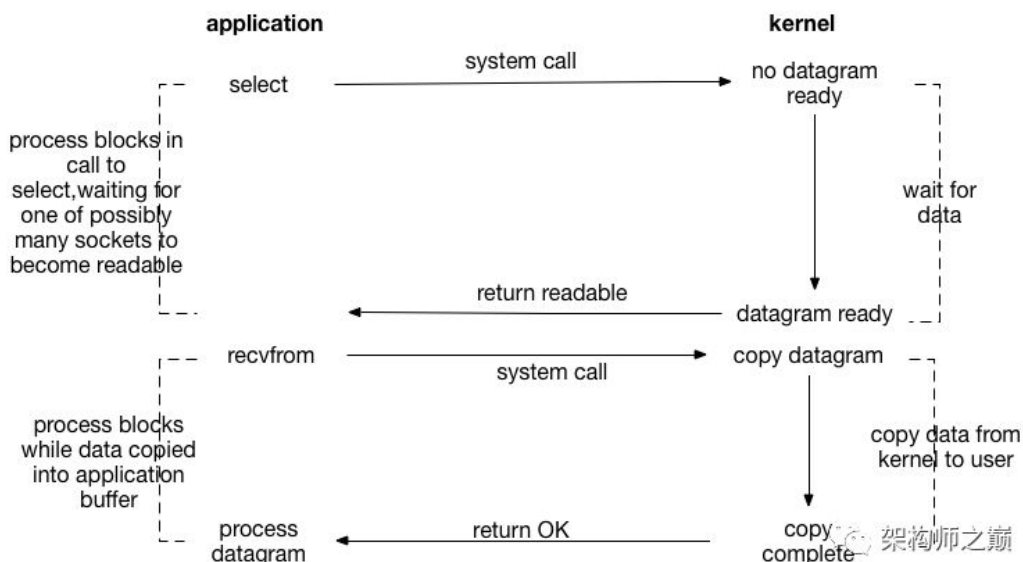 application
kernel
system call
select
no datagram
ready
process blocks in
call to
select,waiting for
one of possibly
many sockets to
become readable
wait for
data
return readable
datagram ready
recvfrom
copy datagram
system call
process blocks
while data copied
into application
buffer
copy data from
kernel to user
process
datagram
return OK
copy
complete
架构师之巅